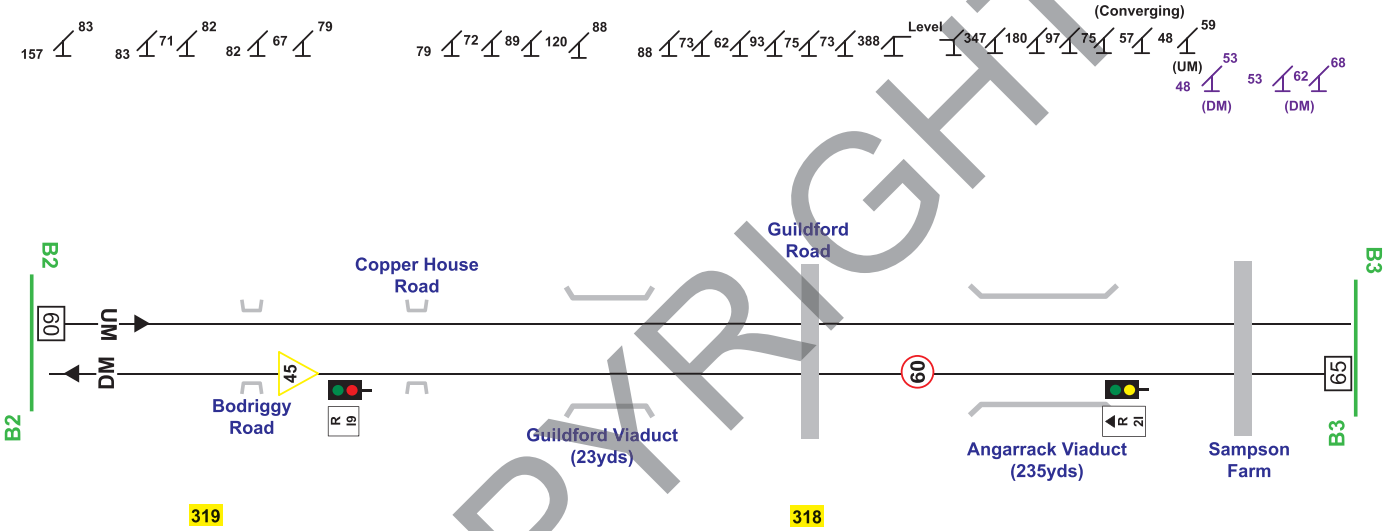 (Converging)
157 83
83 71 82
82 67 79
79 72 89 120 88
88 73 62 93 75 73 388 Level 347 180 97 75 57 48 59
(UM)
48 53
(DM)
53 62 68
(DM)
COPYRIGHT
B2
B3
Guildford
Road
Copper House
Road
60
UM
DM
45
60
65
R
19
R
21
Bodriggy
Road
Guildford Viaduct
(23yds)
Angarrack Viaduct
(235yds)
Sampson
Farm
B2
B3
319
318